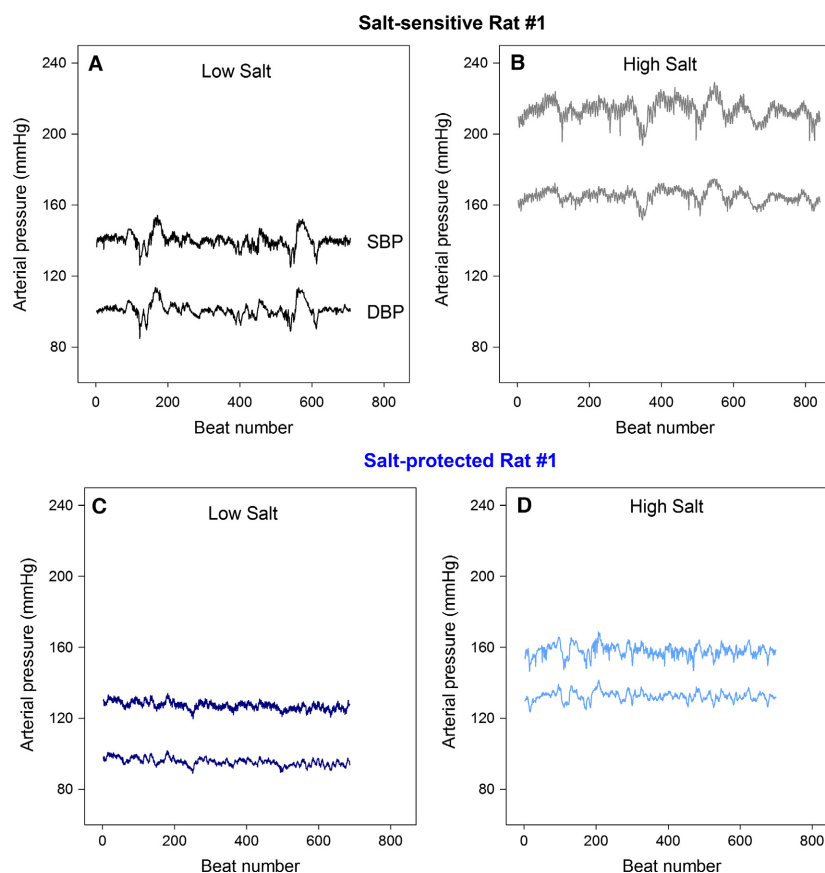 Salt-sensitive Rat #1
A
Low Salt
Arterial pressure (mmHg)
240
200
160
120
80
SBP
DBP
0 200 400 600 800
Beat number
B
High Salt
Arterial pressure (mmHg)
240
200
160
120
80
0 200 400 600 800
Beat number
Salt-protected Rat #1
C
Low Salt
Arterial pressure (mmHg)
240
200
160
120
80
0 200 400 600 800
Beat number
D
High Salt
Arterial pressure (mmHg)
240
200
160
120
80
0 200 400 600 800
Beat number